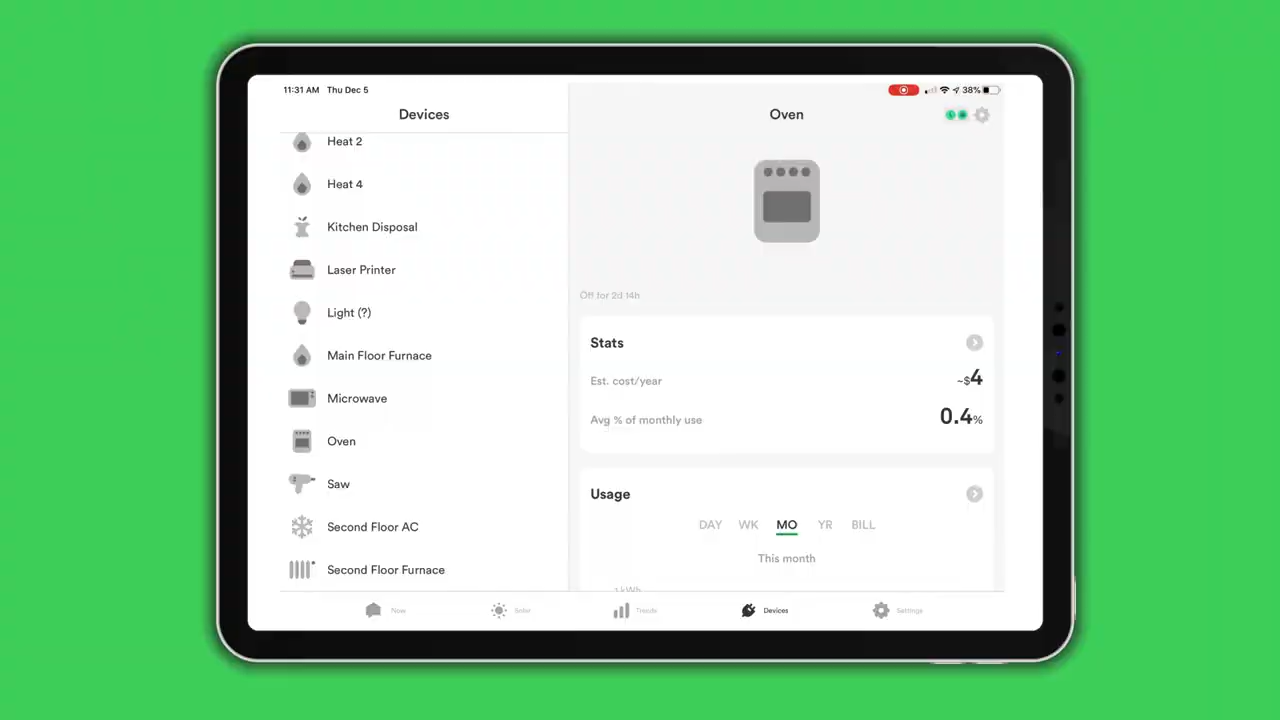 11:31 AM Thu Dec 5
38%
Devices
Oven
Heat 2
Heat 4
Kitchen Disposal
Laser Printer
Light (?)
Main Floor Furnace
Microwave
Oven
Saw
Second Floor AC
Second Floor Furnace
Off for 2d 14h
Stats
Est. cost/year
~$4
Avg % of monthly use
0.4%
Usage
DAY WK MO YR BILL
This month
1 kWh
Now
Solar
Trends
Devices
Settings